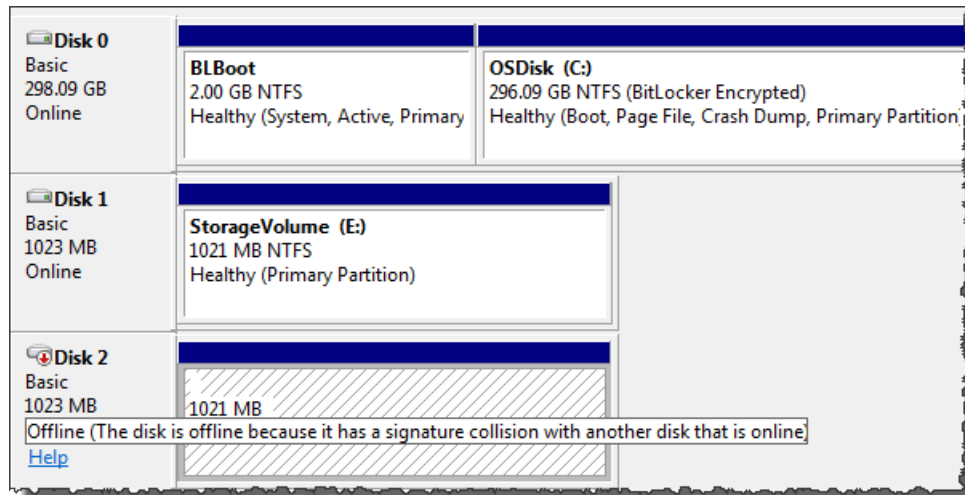 Disk 0
Basic
298.09 GB
Online
BLBoot
2.00 GB NTFS
Healthy (System, Active, Primary
OSDisk (C:)
296.09 GB NTFS (BitLocker Encrypted)
Healthy (Boot, Page File, Crash Dump, Primary Partition)
Disk 1
Basic
1023 MB
Online
StorageVolume (E:)
1021 MB NTFS
Healthy (Primary Partition)
Disk 2
Basic
1023 MB
1021 MB
Offline (The disk is offline because it has a signature collision with another disk that is online)
Help